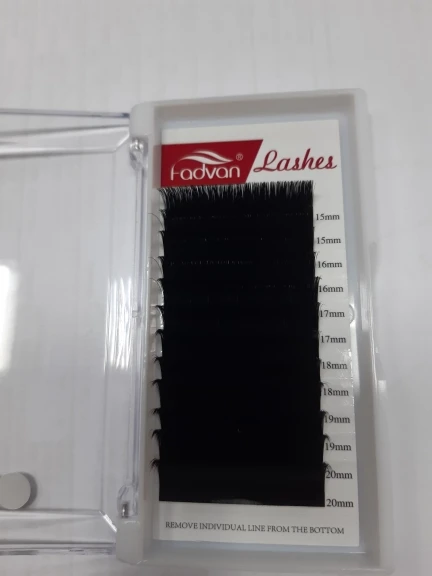 Fadvan® Lashes
15mm
15mm
16mm
16mm
17mm
17mm
18mm
18mm
19mm
19mm
20mm
20mm
REMOVE INDIVIDUAL LINE FROM THE BOTTOM